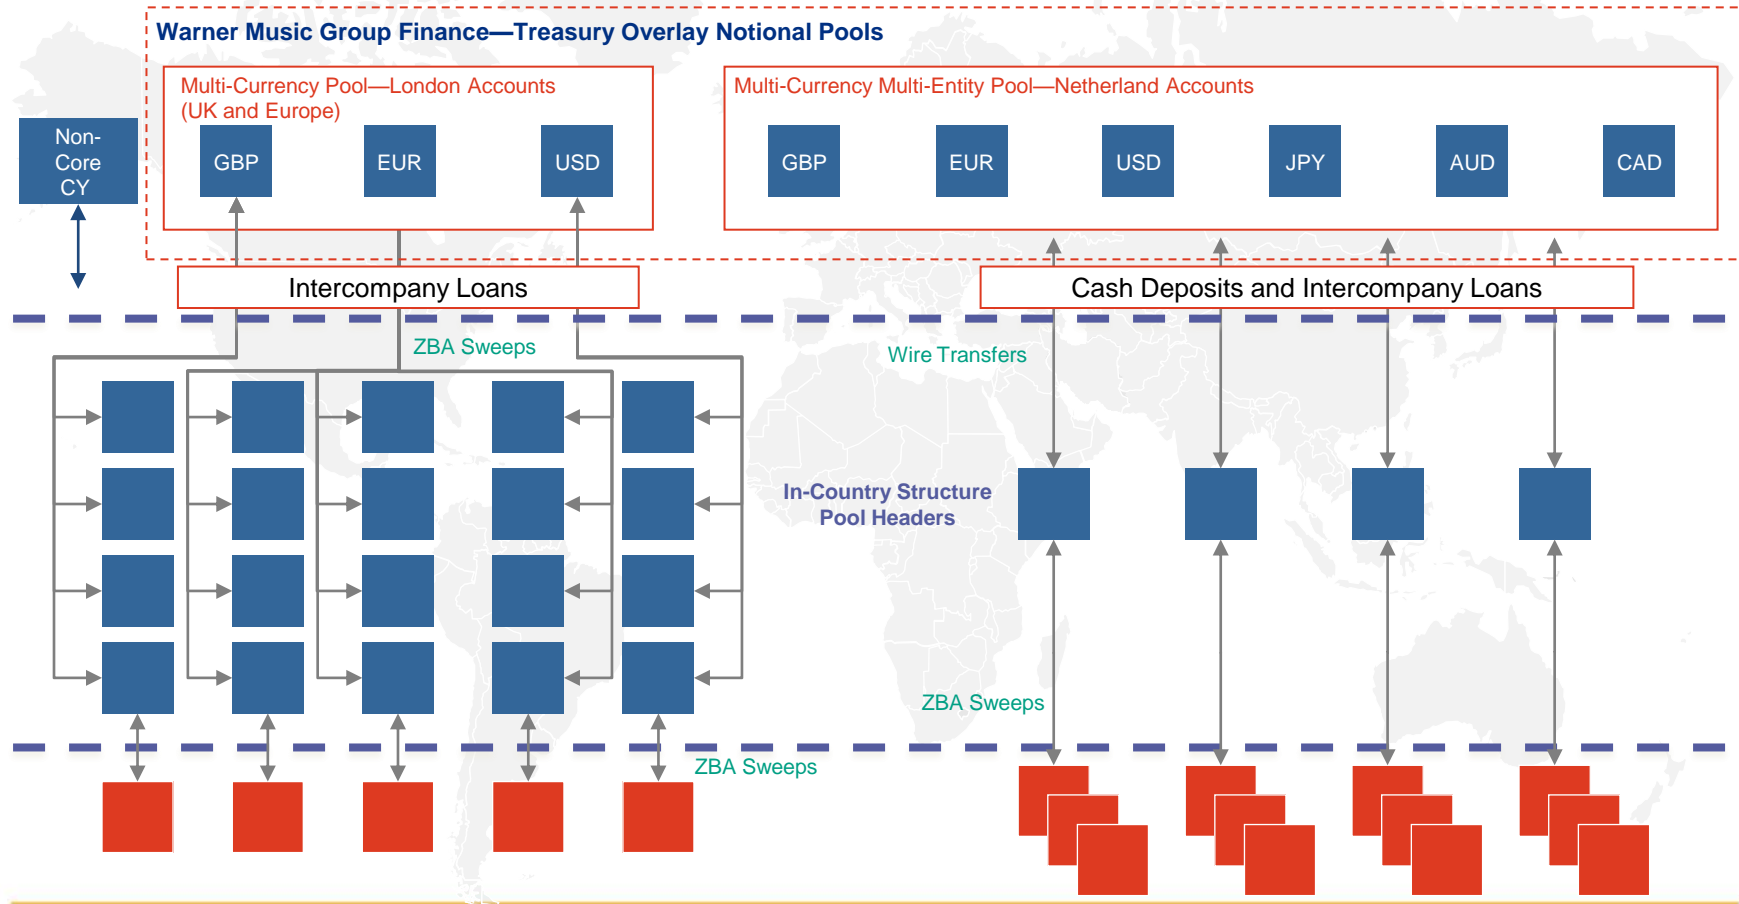 Warner Music Group Finance—Treasury Overlay Notional Pools
Multi-Currency Pool—London Accounts
(UK and Europe)
Multi-Currency Multi-Entity Pool—Netherland Accounts
Non-
Core
CY
GBP
EUR
USD
GBP
EUR
USD
JPY
AUD
CAD
Intercompany Loans
Cash Deposits and Intercompany Loans
ZBA Sweeps
Wire Transfers
In-Country Structure
Pool Headers
ZBA Sweeps
ZBA Sweeps